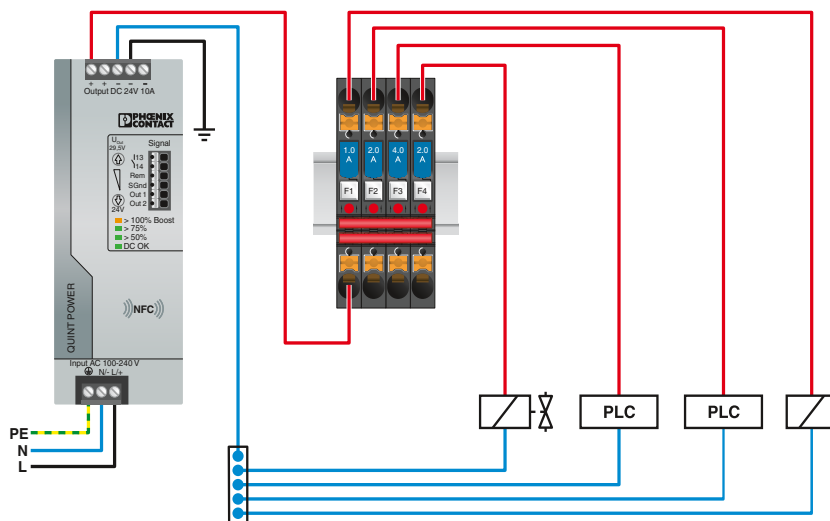 + + − − −
Output DC 24V 10A
PHŒNIX
CONTACT
UOut
29,5V
Signal
13
14
Rem
SGnd
Out 1
Out 2
24V
> 100% Boost
> 75%
> 50%
DC OK
NFC
QUINT POWER
Input AC 100-240 V
N/- L/+
PE
N
L
1.0 A
2.0 A
4.0 A
2.0 A
F1 F2 F3 F4
PLC
PLC